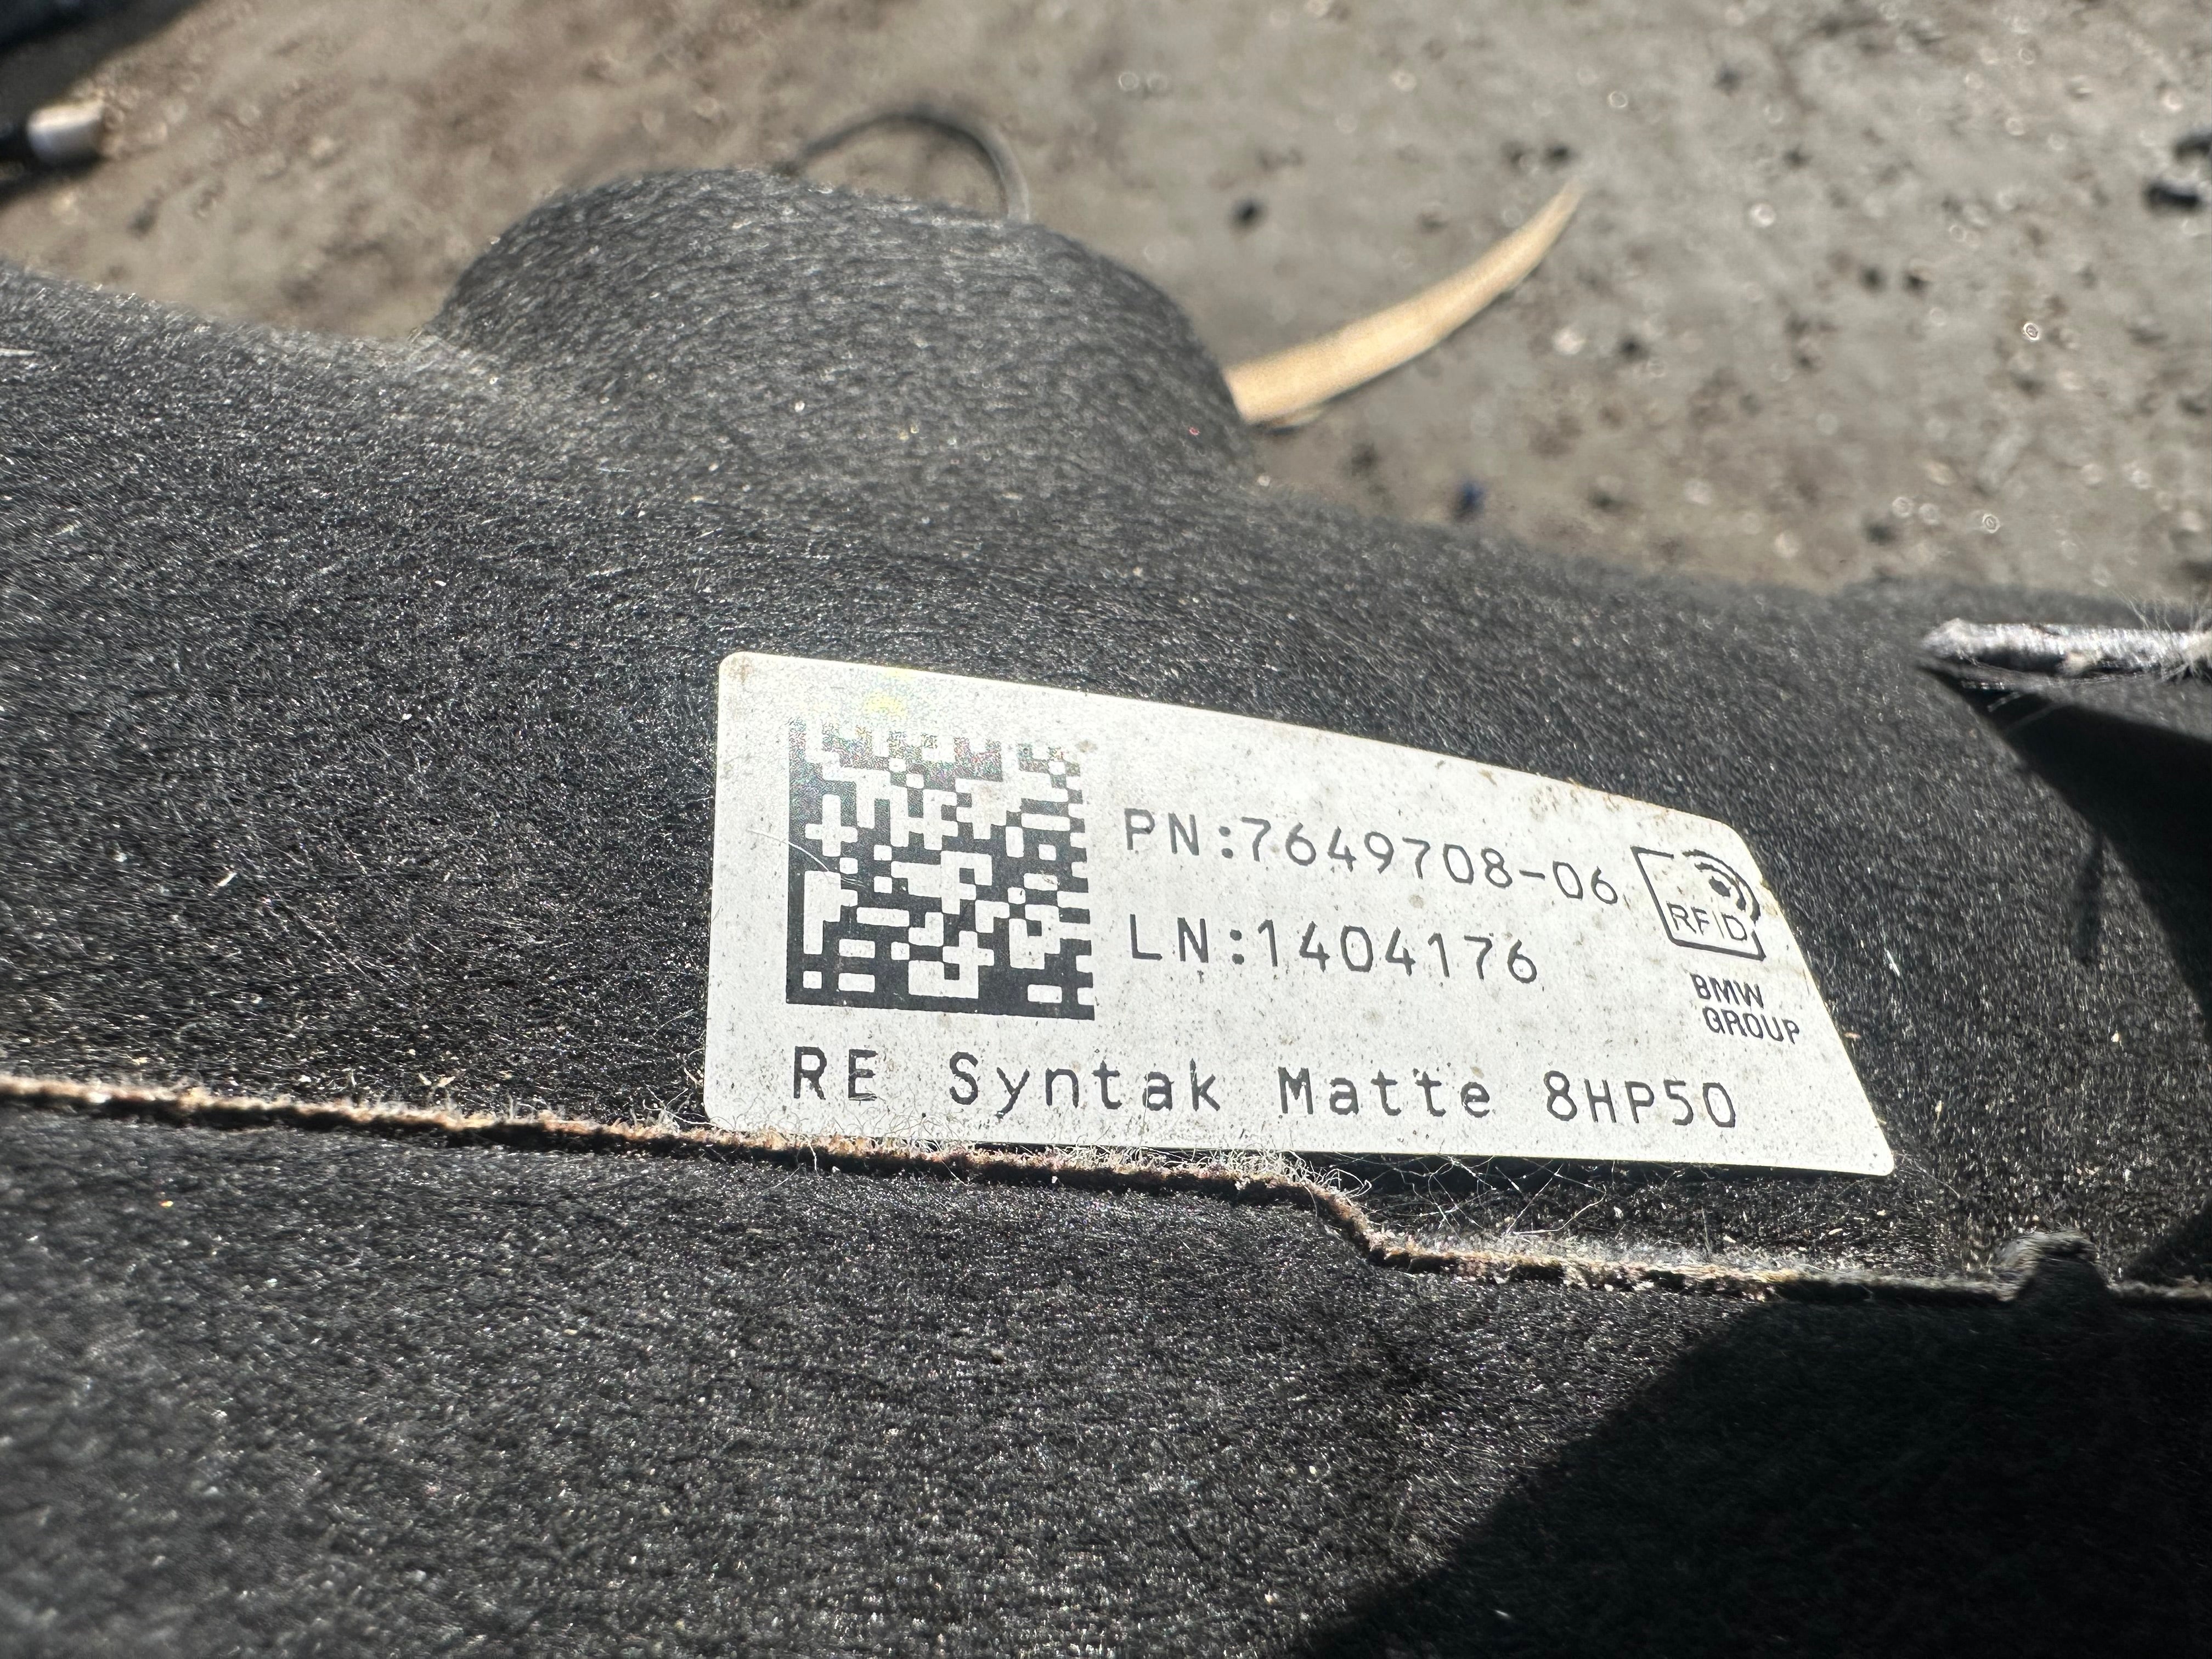 PN:7649708-06
LN:1404176
RFID
BMW
GROUP
RE Syntak Matte 8HP50